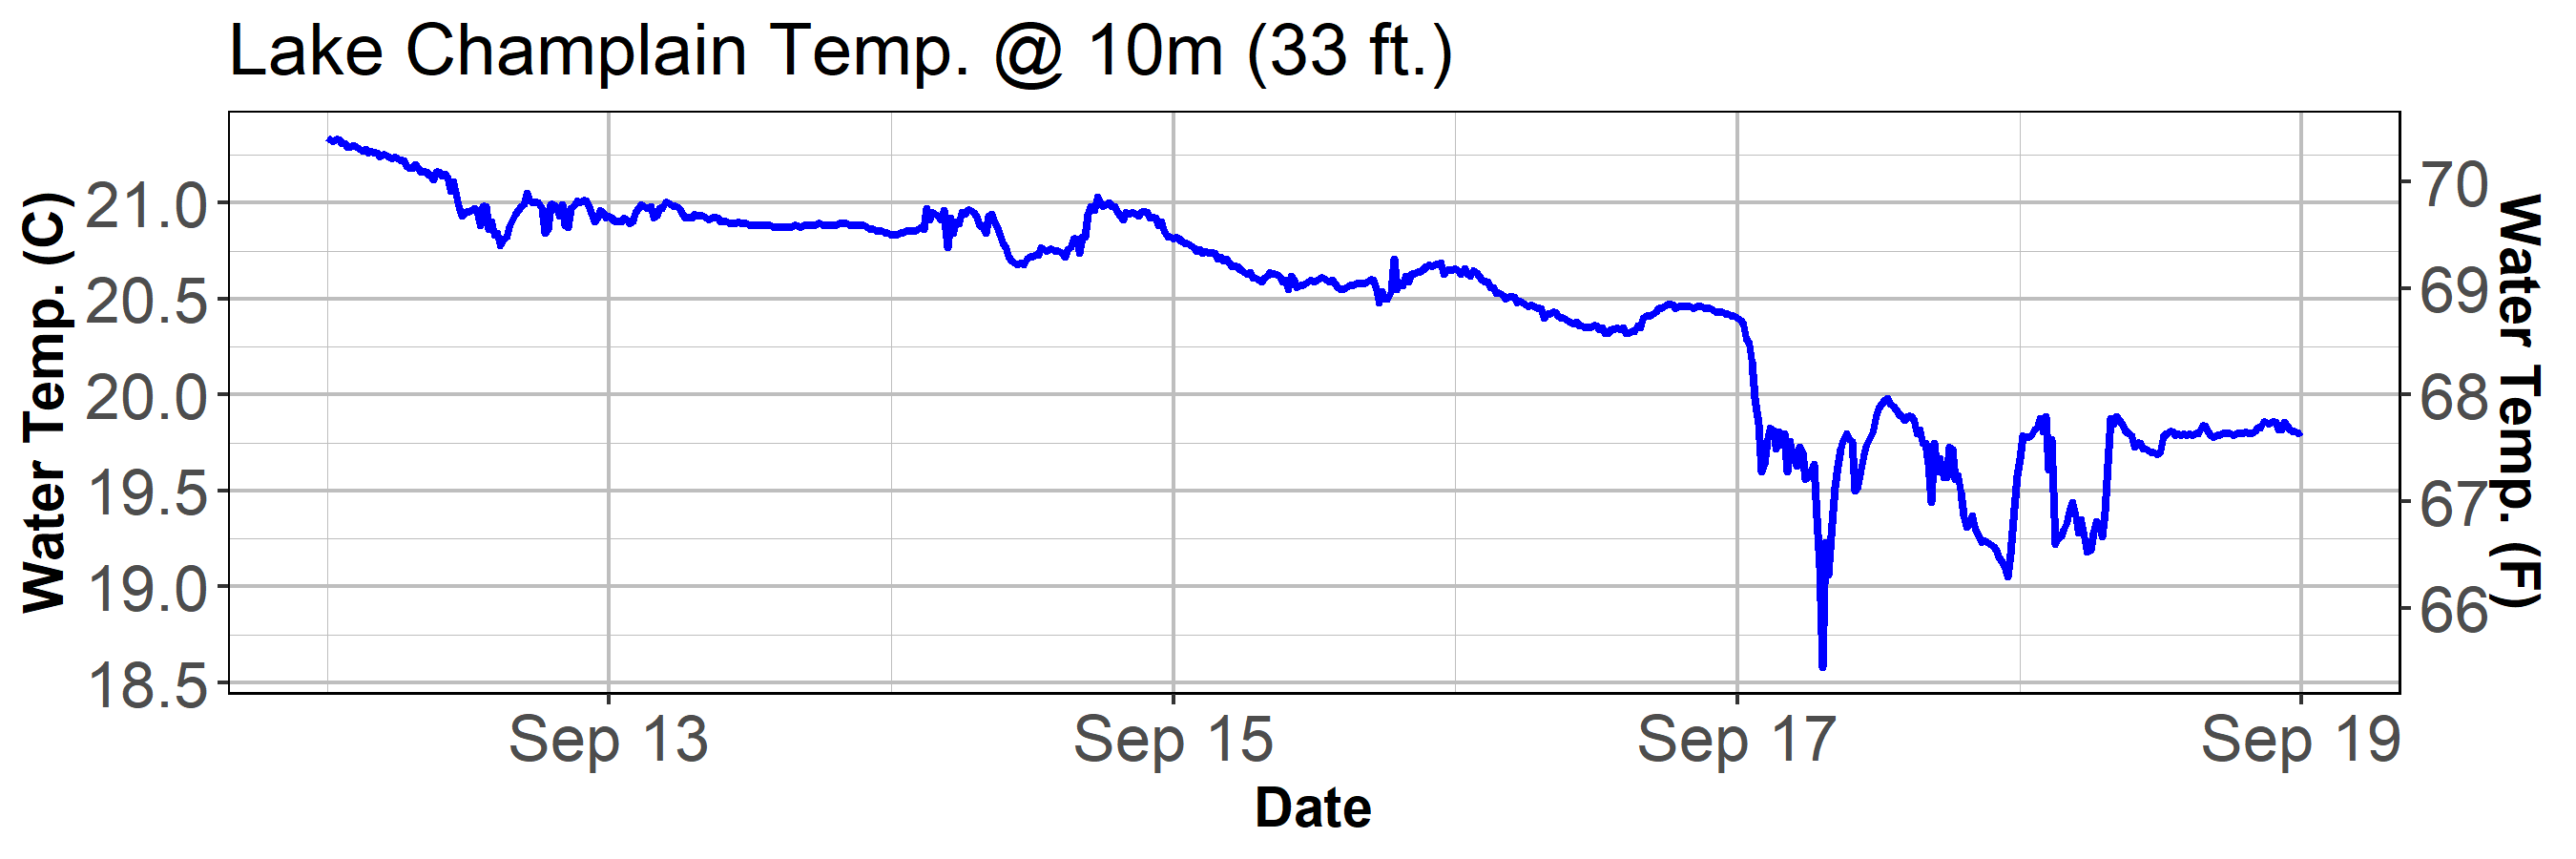 Lake Champlain Temp. @ 10m (33 ft.)
Water Temp. (C)
21.0
20.5
20.0
19.5
19.0
18.5
70
69
68
67
66
Water Temp. (F)
Sep 13
Sep 15
Sep 17
Sep 19
Date